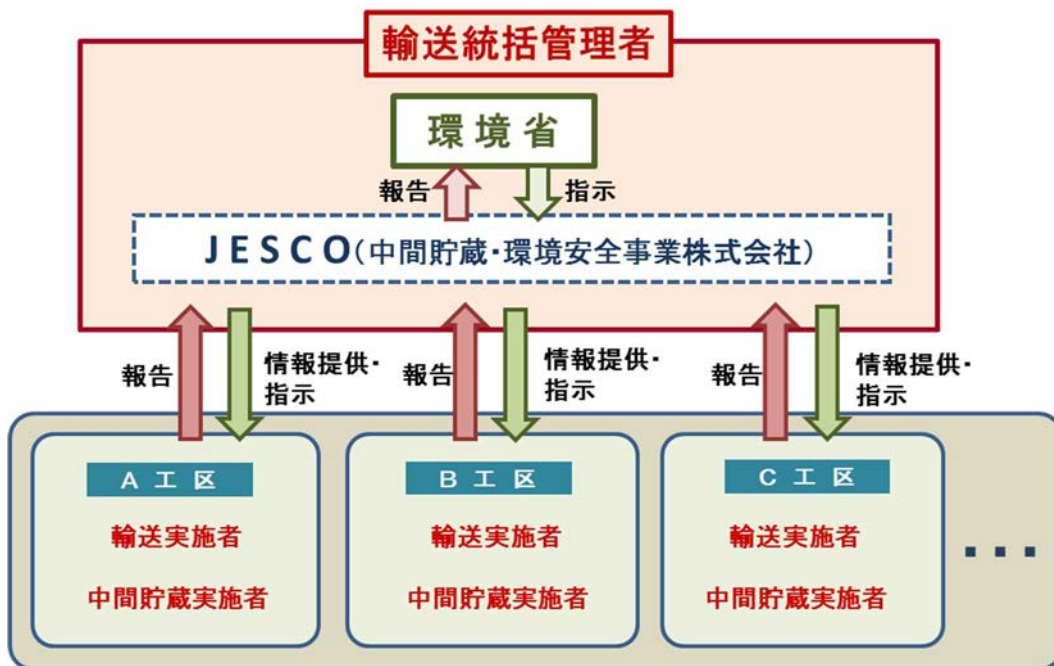 輸送統括管理者
環境省
報告
指示
JESCO(中間貯蔵・環境安全事業株式会社)
報告
情報提供・
指示
報告
情報提供・
指示
報告
情報提供・
指示
A工区
輸送実施者
中間貯蔵実施者
B工区
輸送実施者
中間貯蔵実施者
C工区
輸送実施者
中間貯蔵実施者
...